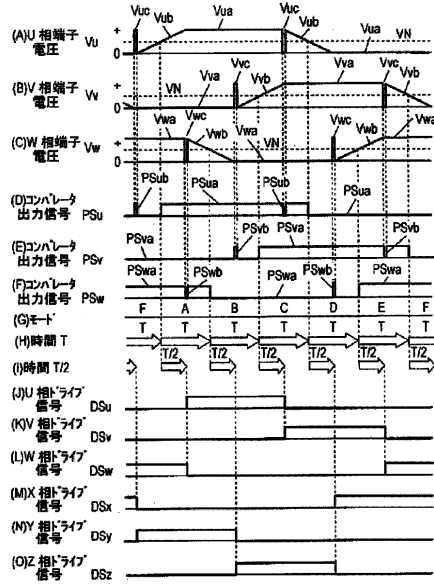 Vuc Vub Vua Vuc Vub Vua VN
(A)U 相端子 電圧 Vu + 0
Vvc Vva Vvc
(B)V相端子 電圧 Vv + 0 VN Vva Vvb Vvb
Vwc Vwc Vwa
(C)W 相端子 電圧 Vw + 0 Vwa Vwb Vwa VN Vwb
PSub PSua PSub PSua
(D)コンパレータ 出力信号 PSu
PSva PSvb PSva PSvb
(E)コンパレータ 出力信号 PSv
PSwa PSwb PSwa PSwb PSwa
(F)コンパレータ 出力信号 PSw
(G)モード F A B C D E F
(H)時間 T T T T T T T T
(I)時間 T/2 T/2 T/2 T/2 T/2 T/2 T/2
(J)U 相ドライブ 信号 DSu
(K)V 相ドライブ 信号 DSv
(L)W 相ドライブ 信号 DSw
(M)X 相ドライブ 信号 DSx
(N)Y 相ドライブ 信号 DSy
(O)Z 相ドライブ 信号 DSz